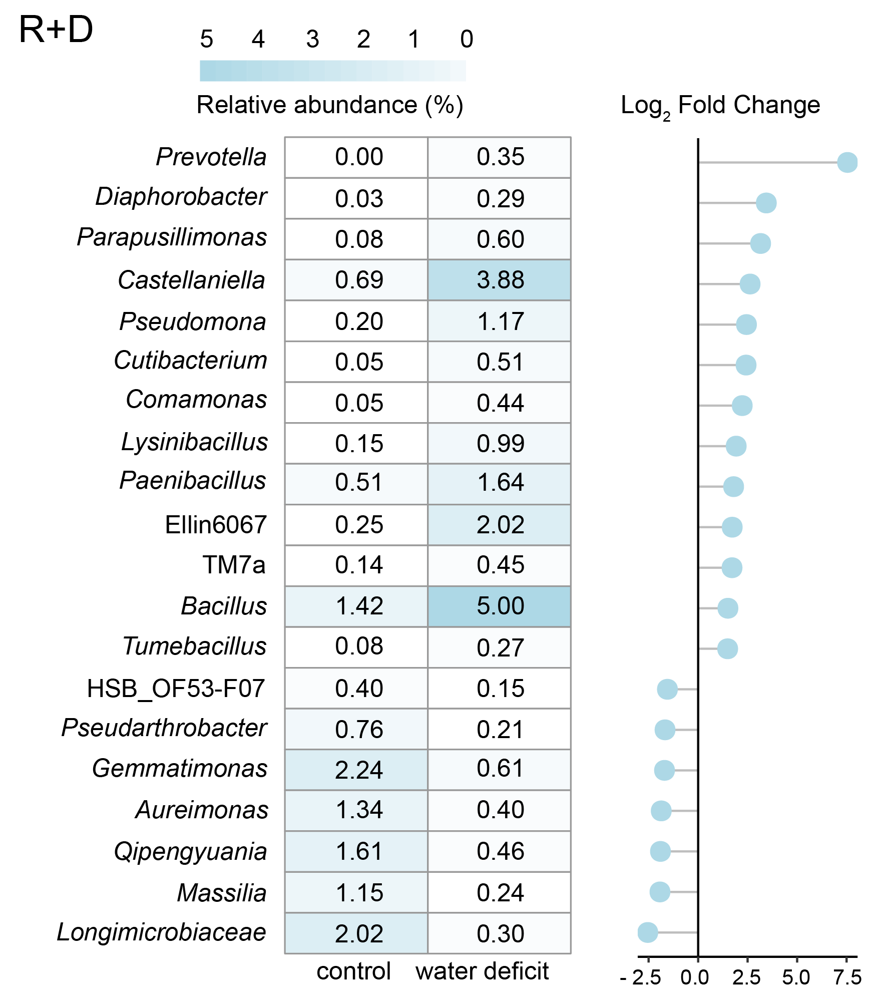 R+D
5 4 3 2 1 0
Relative abundance (%)
Log2 Fold Change
Prevotella 0.00 0.35
Diaphorobacter 0.03 0.29
Parapusillimonas 0.08 0.60
Castellaniella 0.69 3.88
Pseudomona 0.20 1.17
Cutibacterium 0.05 0.51
Comamonas 0.05 0.44
Lysinibacillus 0.15 0.99
Paenibacillus 0.51 1.64
Ellin6067 0.25 2.02
TM7a 0.14 0.45
Bacillus 1.42 5.00
Tumebacillus 0.08 0.27
HSB_OF53-F07 0.40 0.15
Pseudarthrobacter 0.76 0.21
Gemmatimonas 2.24 0.61
Aureimonas 1.34 0.40
Qipengyuania 1.61 0.46
Massilia 1.15 0.24
Longimicrobiaceae 2.02 0.30
control water deficit
- 2.5 0.0 2.5 5.0 7.5